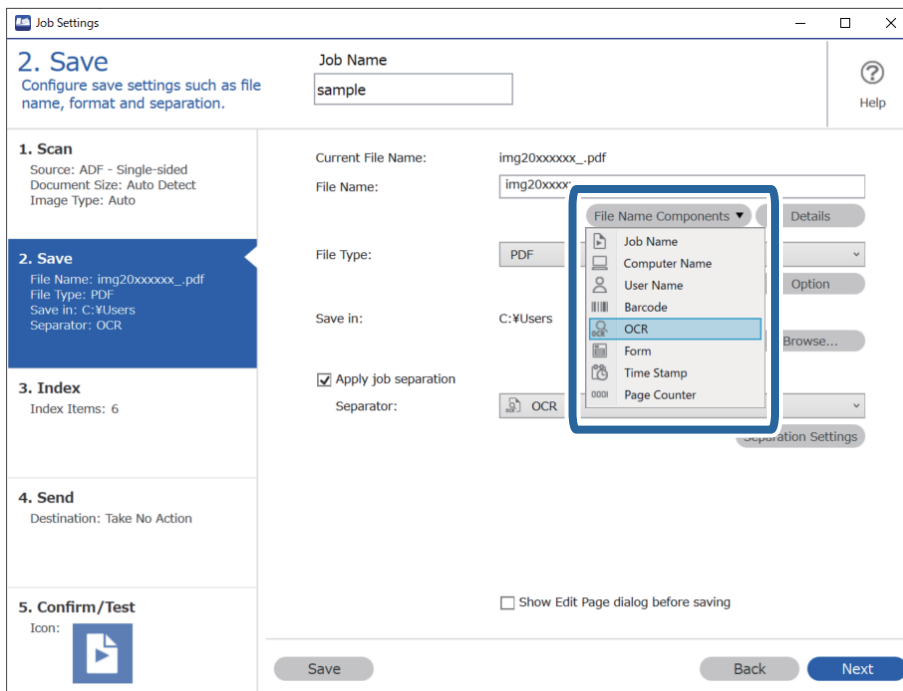 Job Settings
2. Save
Configure save settings such as file
name, format and separation.
Job Name
sample
Help
1. Scan
Source: ADF - Single-sided
Document Size: Auto Detect
Image Type: Auto
2. Save
File Name: img20xxxxxx_.pdf
File Type: PDF
Save in: C:¥Users
Separator: OCR
3. Index
Index Items: 6
4. Send
Destination: Take No Action
5. Confirm/Test
Icon:
Current File Name: img20xxxxxx_.pdf
File Name: img20xxxx
File Name Components ▼ Details
File Type: PDF
Option
Save in: C:¥Users
Browse...
Apply job separation
Separator: OCR
Separation Settings
Job Name
Computer Name
User Name
Barcode
OCR
Form
Time Stamp
Page Counter
Show Edit Page dialog before saving
Save Back Next